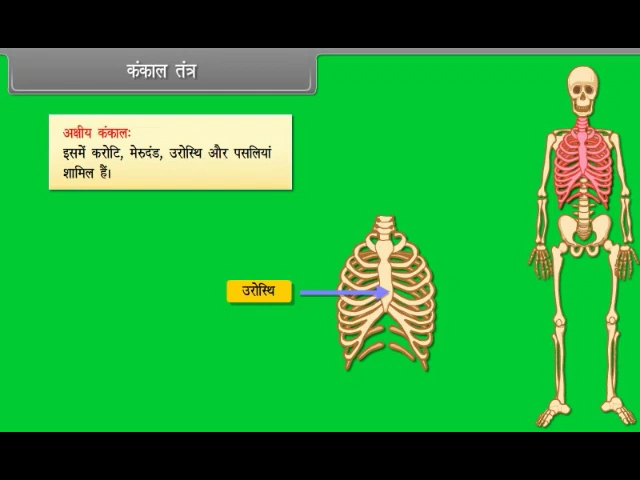 कंकाल तंत्र
अक्षीय कंकालः
इसमें करोटि, मेरुदंड, उरोस्थि और पसलियां
शामिल हैं।
उरोस्थि